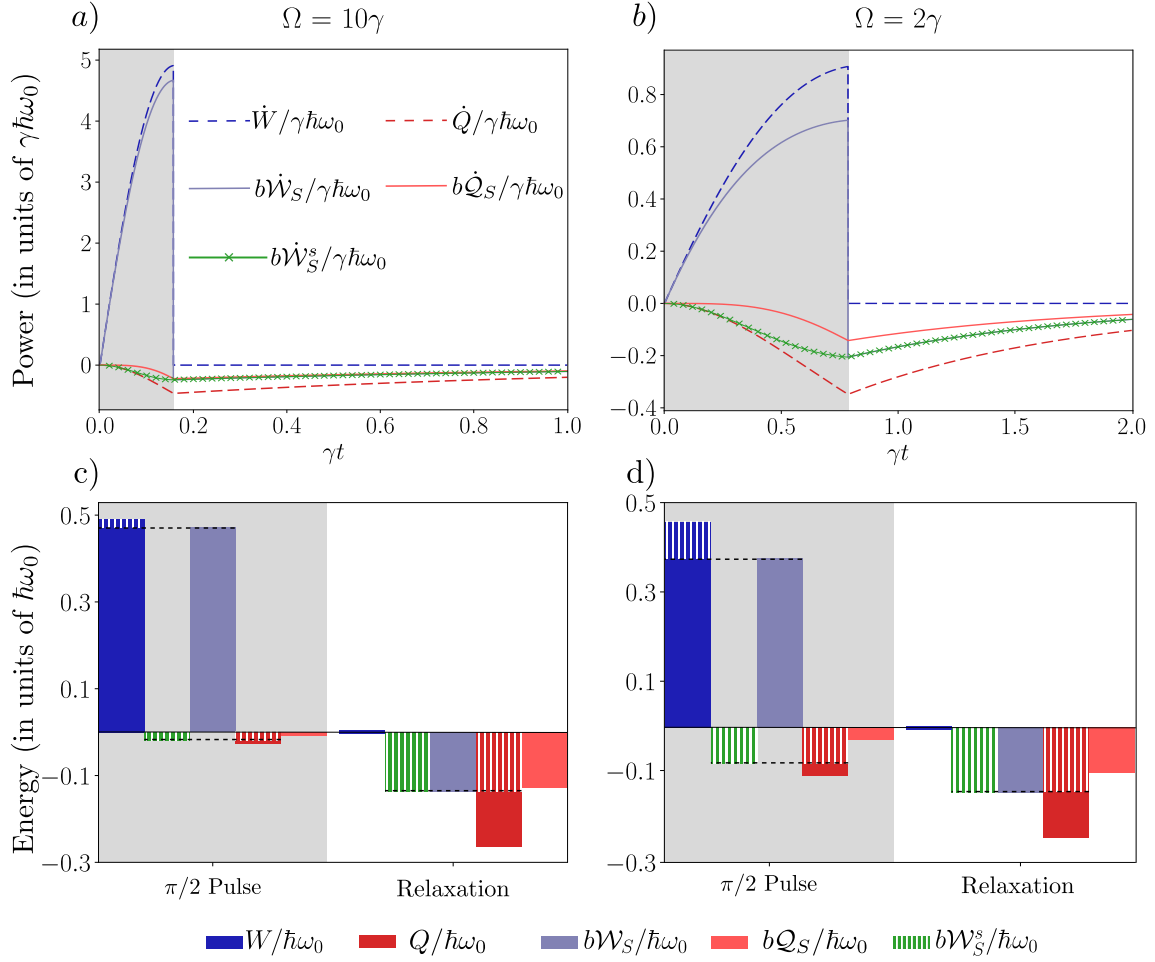 a) Ω = 10γ
b) Ω = 2γ
Power (in units of γħω₀)
5
4
3
2
1
0
Ẇ/γħω₀
Q̇/γħω₀
b𝒲̇_S/γħω₀
b𝒬̇_S/γħω₀
b𝒲̇ˢ_S/γħω₀
0.0 0.2 0.4 0.6 0.8 1.0
γt
0.8
0.6
0.4
0.2
0.0
−0.2
−0.4
0.0 0.5 1.0 1.5 2.0
γt
c)
d)
Energy (in units of ħω₀)
0.5
0.3
0.1
−0.1
−0.3
π/2 Pulse Relaxation
0.5
0.3
0.1
−0.1
−0.3
π/2 Pulse Relaxation
W/ħω₀ Q/ħω₀ b𝒲_S/ħω₀ b𝒬_S/ħω₀ b𝒲ˢ_S/ħω₀